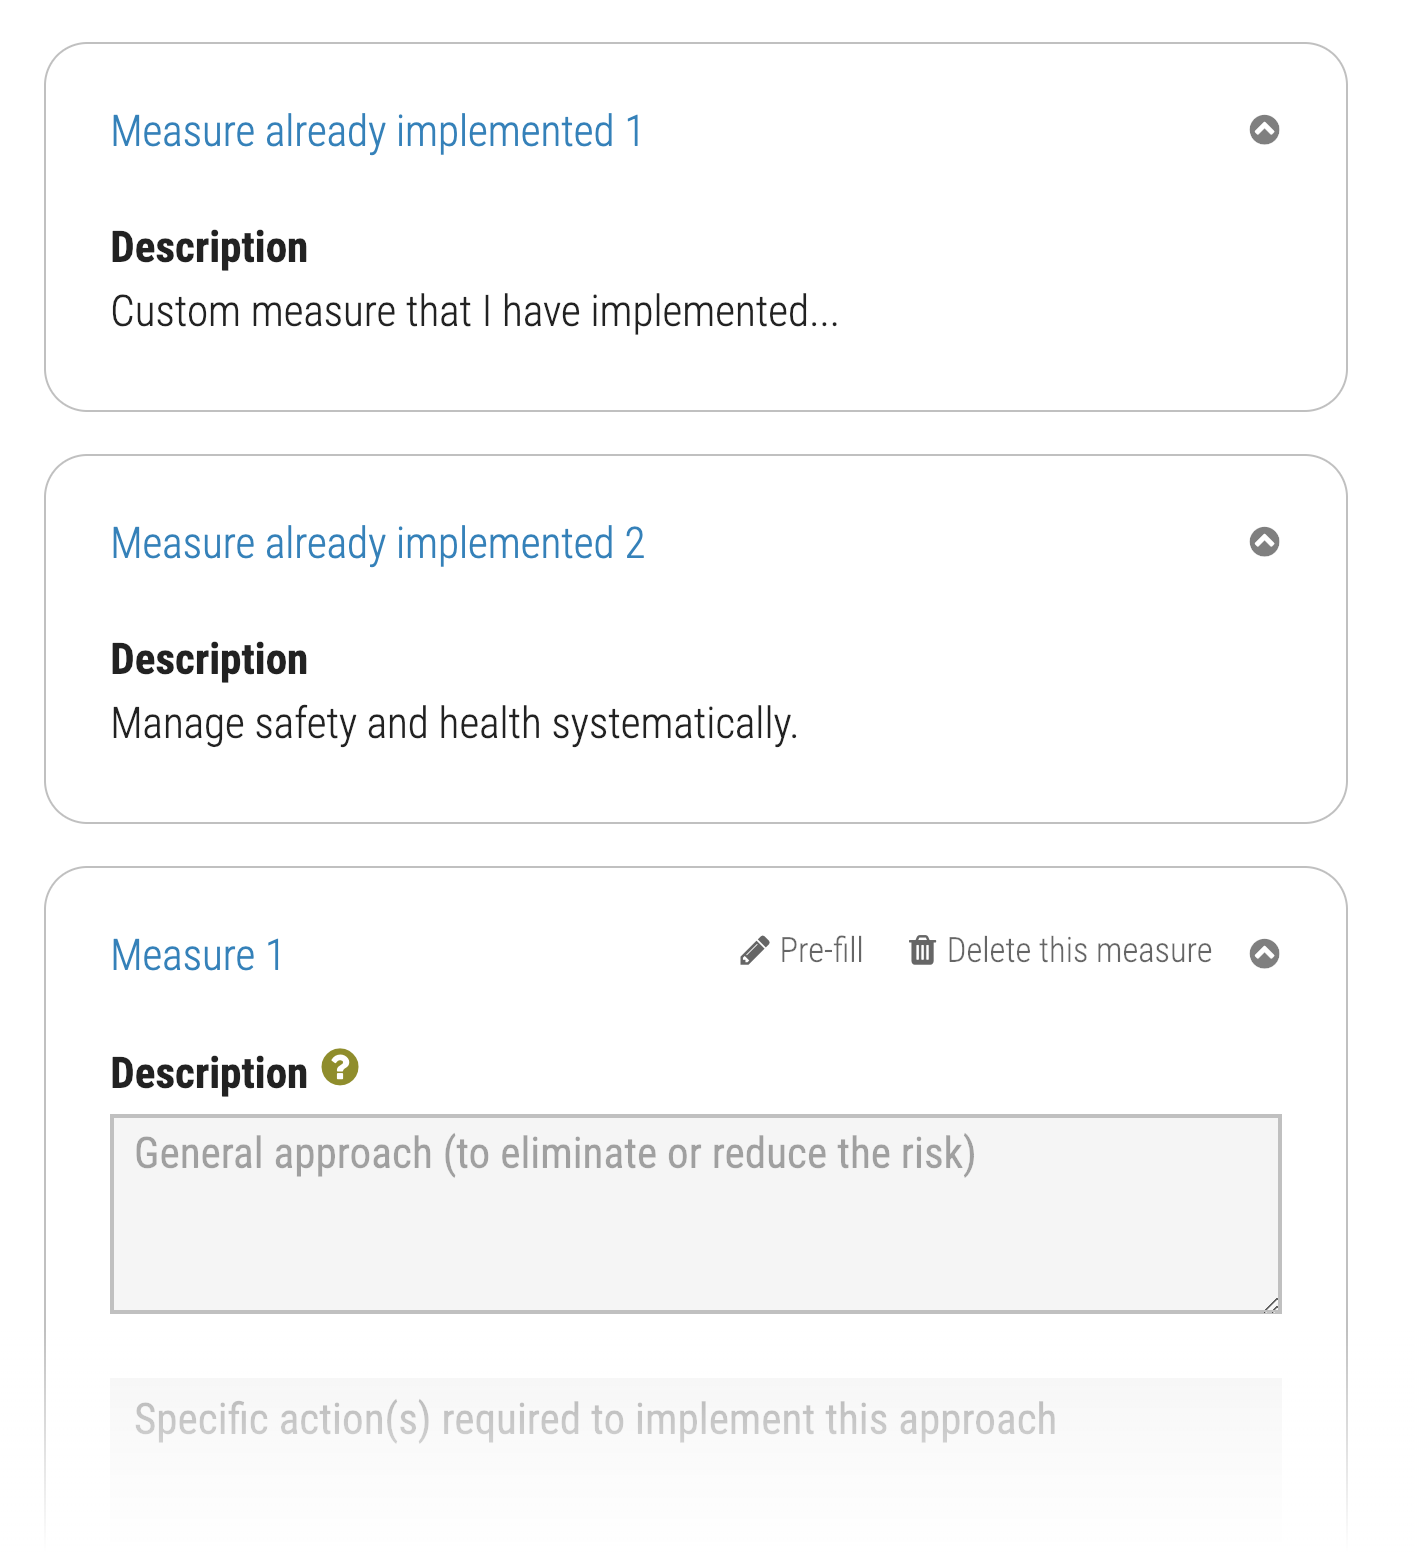 Measure already implemented 1
Description
Custom measure that I have implemented...
Measure already implemented 2
Description
Manage safety and health systematically.
Measure 1 Pre-fill Delete this measure
Description ?
General approach (to eliminate or reduce the risk)
Specific action(s) required to implement this approach